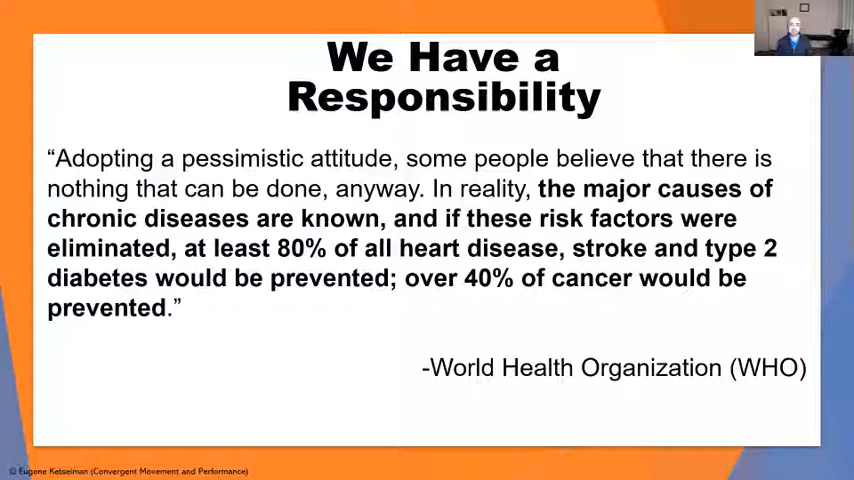 We Have a
Responsibility
“Adopting a pessimistic attitude, some people believe that there is
nothing that can be done, anyway. In reality, the major causes of
chronic diseases are known, and if these risk factors were
eliminated, at least 80% of all heart disease, stroke and type 2
diabetes would be prevented; over 40% of cancer would be
prevented.”
-World Health Organization (WHO)
© Eugene Ketselman (Convergent Movement and Performance)